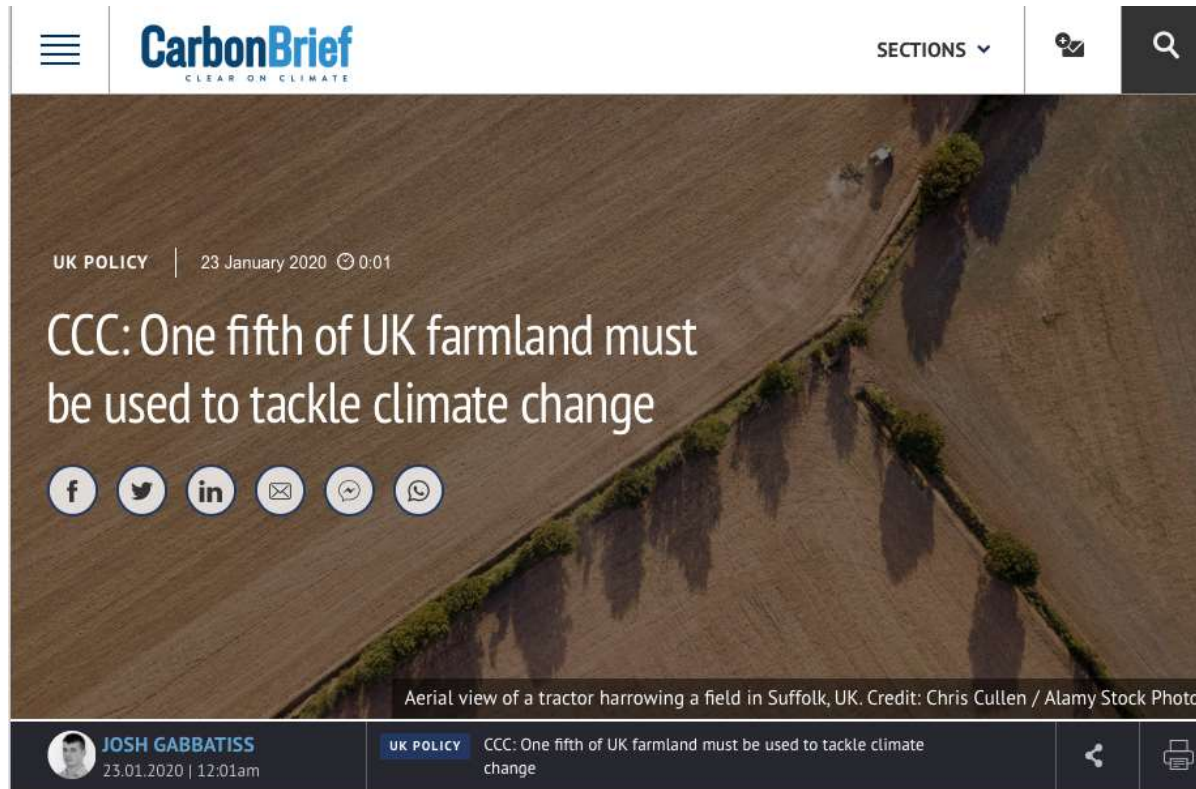 CarbonBrief
CLEAR ON CLIMATE
SECTIONS
UK POLICY
23 January 2020 0:01
CCC: One fifth of UK farmland must
be used to tackle climate change
Aerial view of a tractor harrowing a field in Suffolk, UK. Credit: Chris Cullen / Alamy Stock Photo
JOSH GABBATISS
23.01.2020 | 12:01am
UK POLICY
CCC: One fifth of UK farmland must be used to tackle climate
change